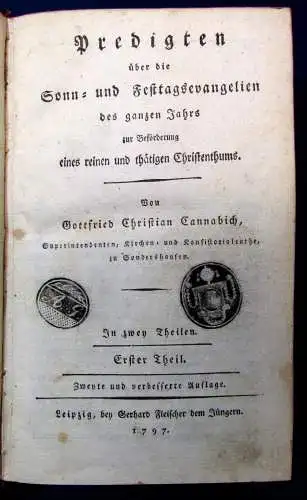 Predigten
über die
Sonn- und Festtagsevangelien
des ganzen Jahrs
zur Beförderung
eines reinen und thätigen Christenthums.
Von
Gottfried Christian Cannabich,
Superintendenten, Kirchen- und Konsistorialrathe,
zu Sondershausen.
In zwey Theilen.
Erster Theil.
Zweyte und verbesserte Auflage.
Leipzig, bey Gerhard Fleischer dem Jüngern.
1797.